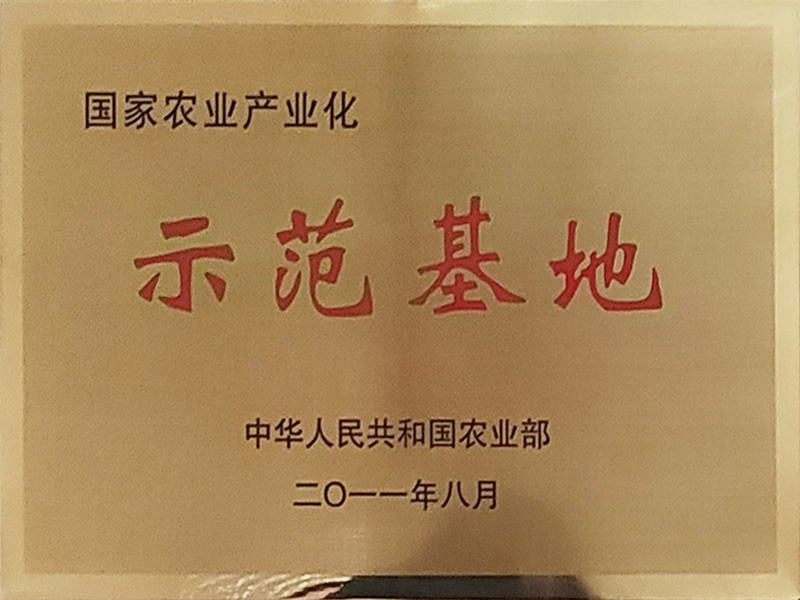 国家农业产业化
示范基地
中华人民共和国农业部
二〇一一年八月